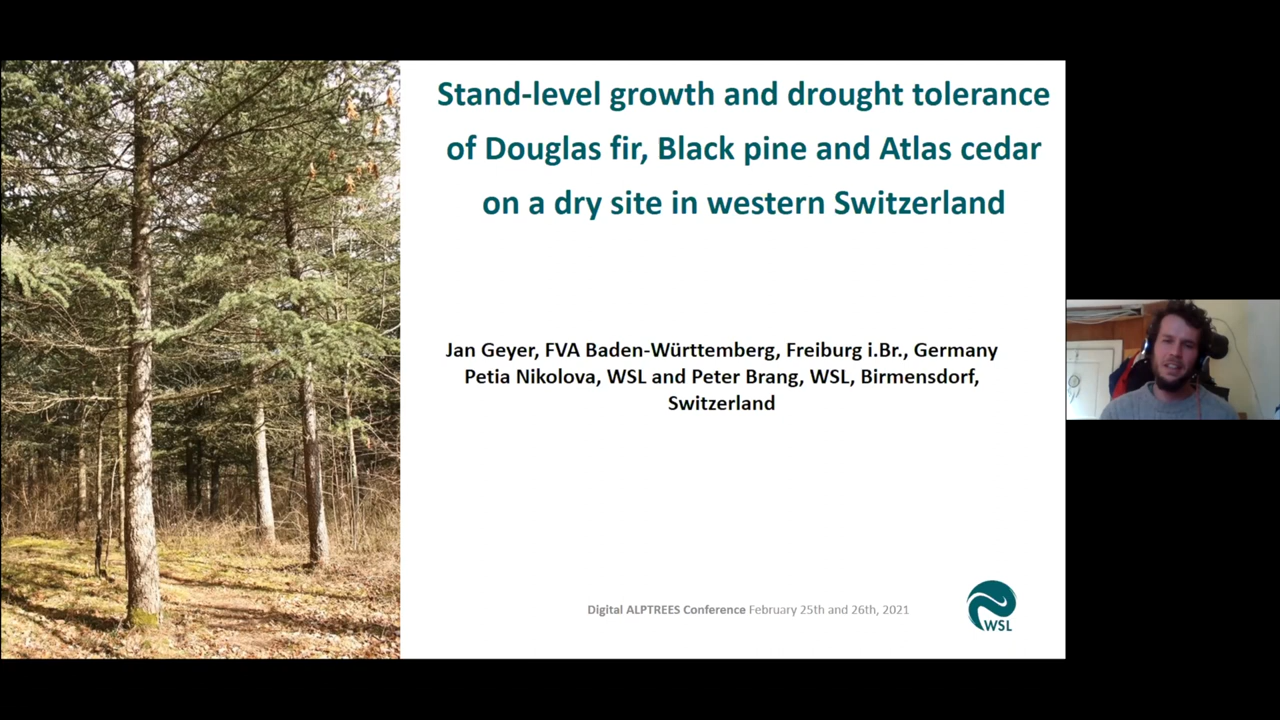 Stand-level growth and drought tolerance
of Douglas fir, Black pine and Atlas cedar
on a dry site in western Switzerland
Jan Geyer, FVA Baden-Württemberg, Freiburg i.Br., Germany
Petia Nikolova, WSL and Peter Brang, WSL, Birmensdorf,
Switzerland
Digital ALPTREES Conference February 25th and 26th, 2021
WSL